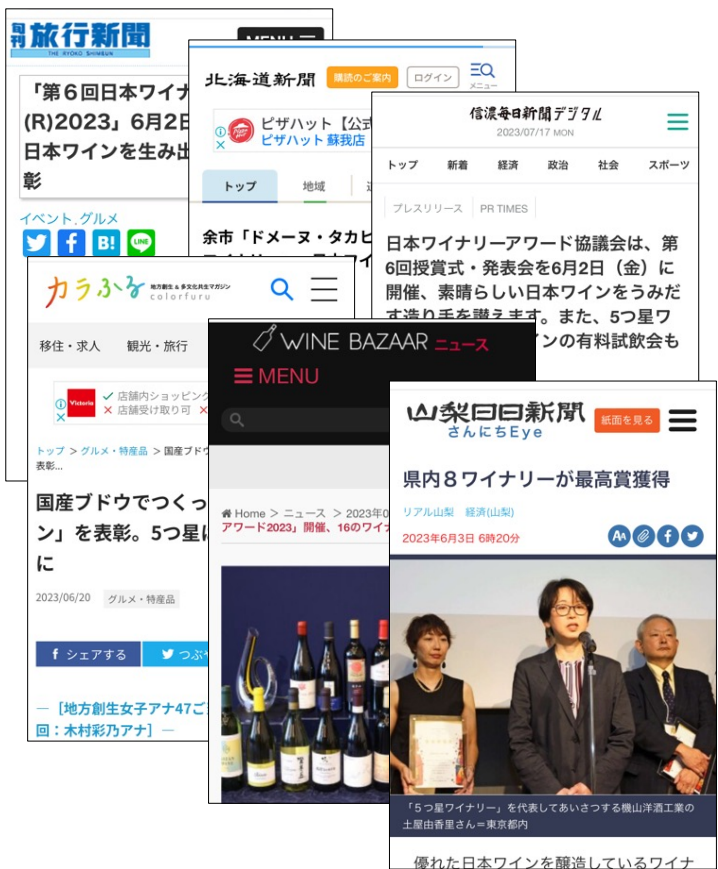 旬刊旅行新聞
THE RYOKO SHIMBUN
MENU
「第6回日本ワイナ
(R)2023」6月2日
日本ワインを生み出
彰
イベント,グルメ
B!
LINE
北海道新聞
購読のご案内
ログイン
メニュー
ピザハット【公式
ピザハット 蘇我店
トップ
地域
余市「ドメーヌ・タカヒ
信濃毎日新聞デジタル
2023/07/17 MON
トップ 新着 経済 政治 社会 スポーツ
プレスリリース PR TIMES
日本ワイナリーアワード協議会は、第
6回授賞式・発表会を6月2日（金）に
開催、素晴らしい日本ワインをうみだ
す造り手を讃えます。また、5つ星ワ
ンの有料試飲会も
カラふる
地方創生 & 多文化共生マガジン
colorfuru
移住・求人 観光・旅行
Victoria
店舗内ショッピング
店舗受け取り可
トップ > グルメ・特産品 > 国産ブドウ
表彰...
国産ブドウでつくっ
ン」を表彰。5つ星
に
2023/06/20 グルメ・特産品
シェアする
つぶや
― [地方創生女子アナ47ご
回：木村彩乃アナ] ―
WINE BAZAAR ニュース
MENU
Home > ニュース > 2023年0
アワード2023」開催、16のワイナ
山梨日日新聞
さんにちEye
紙面を見る
県内8ワイナリーが最高賞獲得
リアル山梨 経済(山梨)
2023年6月3日 6時20分
「5つ星ワイナリー」を代表してあいさつする機山洋酒工業の
土屋由香里さん＝東京都内
優れた日本ワインを醸造しているワイナ